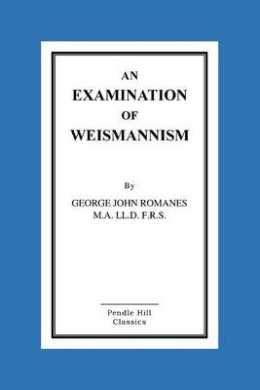 AN
EXAMINATION
OF
WEISMANNISM
By
GEORGE JOHN ROMANES
M.A. LL.D. F.R.S.
Pendle Hill
Classics